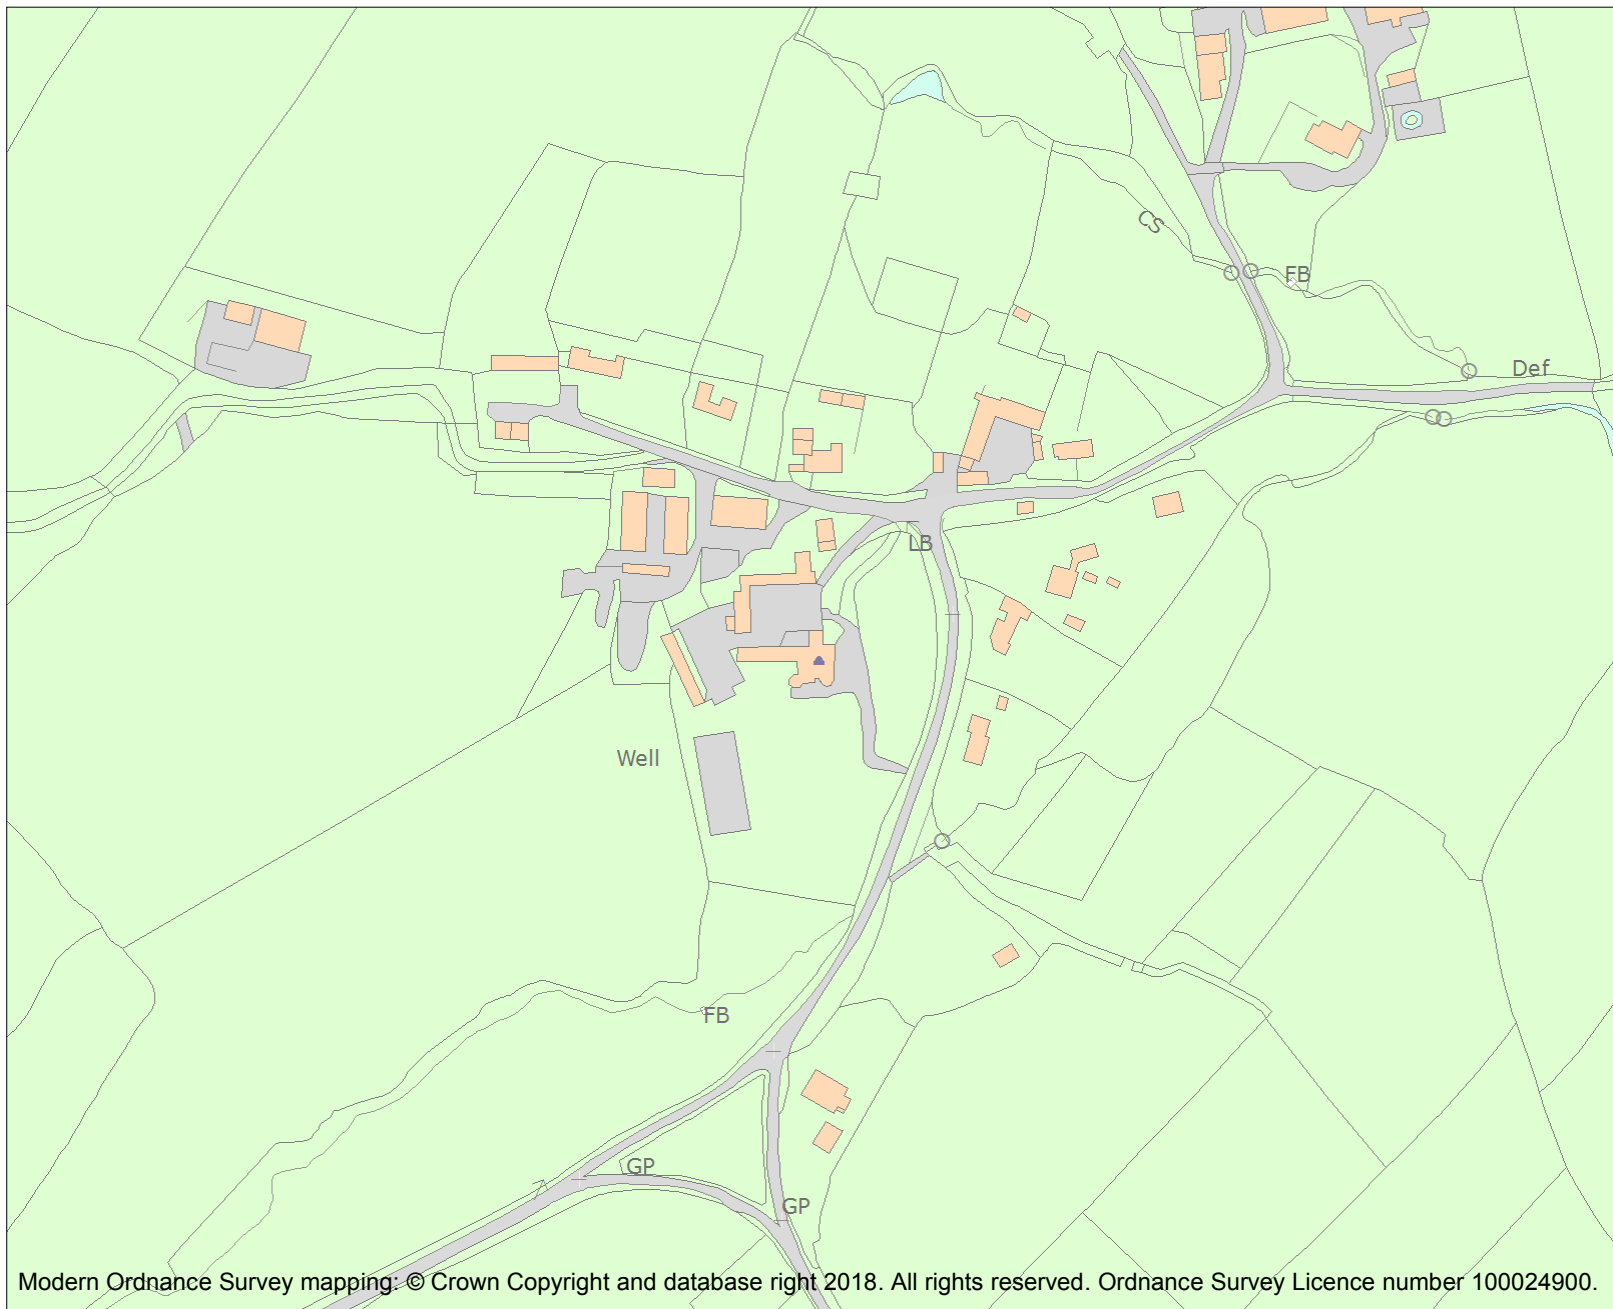 CS
FB
Def
LB
Well
FB
GP
GP
Modern Ordnance Survey mapping: © Crown Copyright and database right 2018. All rights reserved. Ordnance Survey Licence number 100024900.